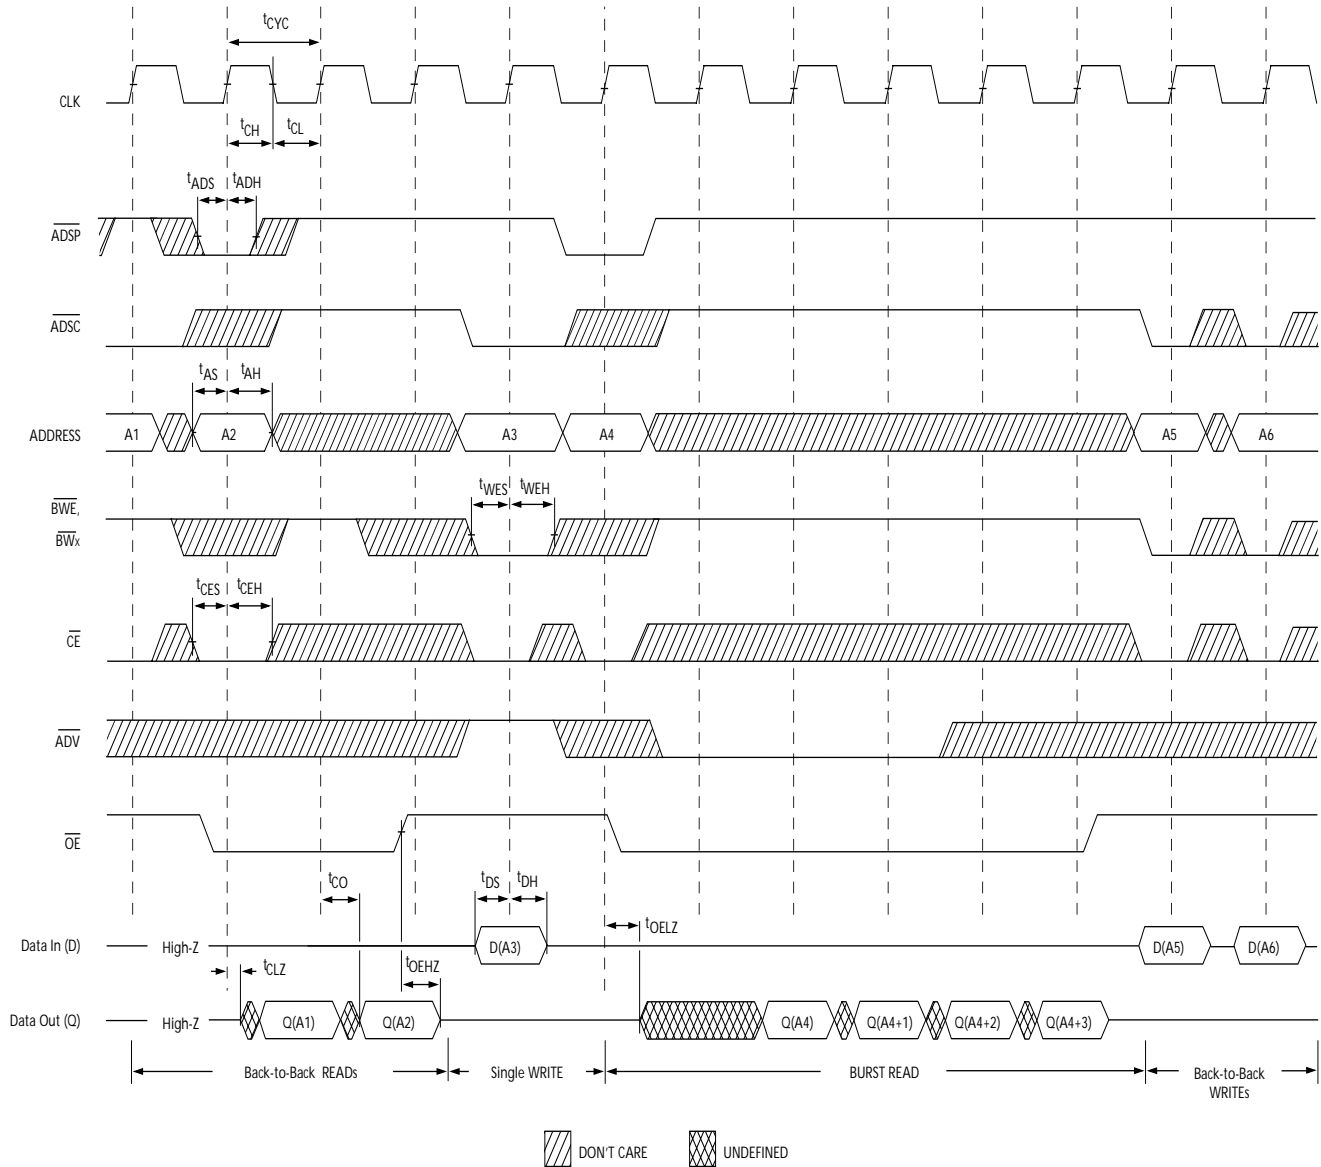 tCYC
CLK
tCH
tCL
tADS
tADH
ADSP
ADSC
tAS
tAH
ADDRESS
A1
A2
A3
A4
A5
A6
tWES
tWEH
BWE,
BWx
tCES
tCEH
CE
ADV
OE
tCO
tDS
tDH
tOELZ
Data In (D)
High-Z
D(A3)
D(A5)
D(A6)
tCLZ
tOEHZ
Data Out (Q)
High-Z
Q(A1)
Q(A2)
Q(A4)
Q(A4+1)
Q(A4+2)
Q(A4+3)
Back-to-Back READs
Single WRITE
BURST READ
Back-to-Back
WRITEs
DON'T CARE
UNDEFINED